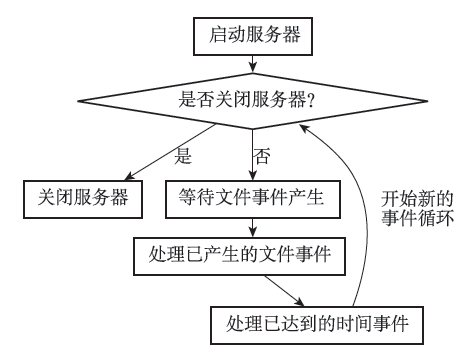 启动服务器
是否关闭服务器？
是
否
关闭服务器
等待文件事件产生
开始新的
事件循环
处理已产生的文件事件
处理已达到的时间事件